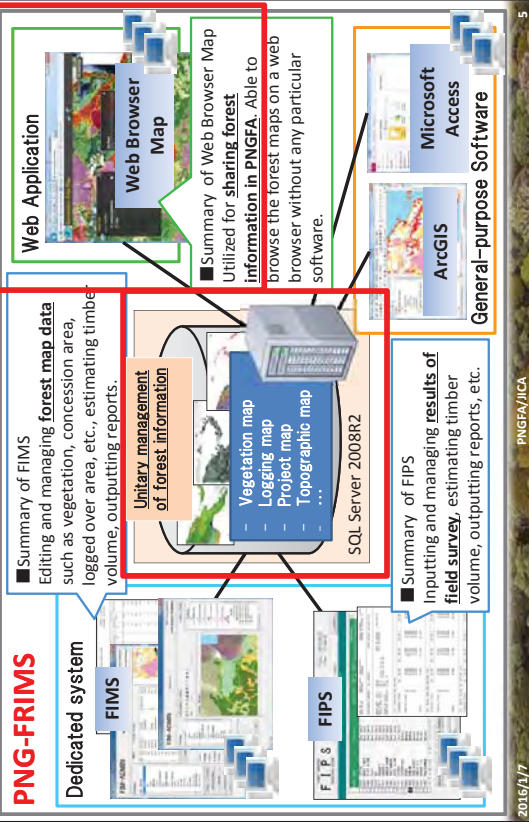 PNG-FRIMS
Dedicated system
FIMS
FIPS
F I P S
■Summary of FIMS
Editing and managing forest map data
such as vegetation, concession area,
logged over area, etc., estimating timber
volume, outputting reports.
Unitary management
of forest information
- Vegetation map
- Logging map
- Project map
- Topographic map
- …
SQL Server 2008R2
■ Summary of FIPS
Inputting and managing results of
field survey, estimating timber
volume, outputting reports, etc.
Web Application
Web Browser
Map
■Summary of Web Browser Map
Utilized for sharing forest
information in PNGFA. Able to
browse the forest maps on a web
browser without any particular
software.
ArcGIS
Microsoft
Access
General-purpose Software
2016/1/7
PNGFA/JICA
5